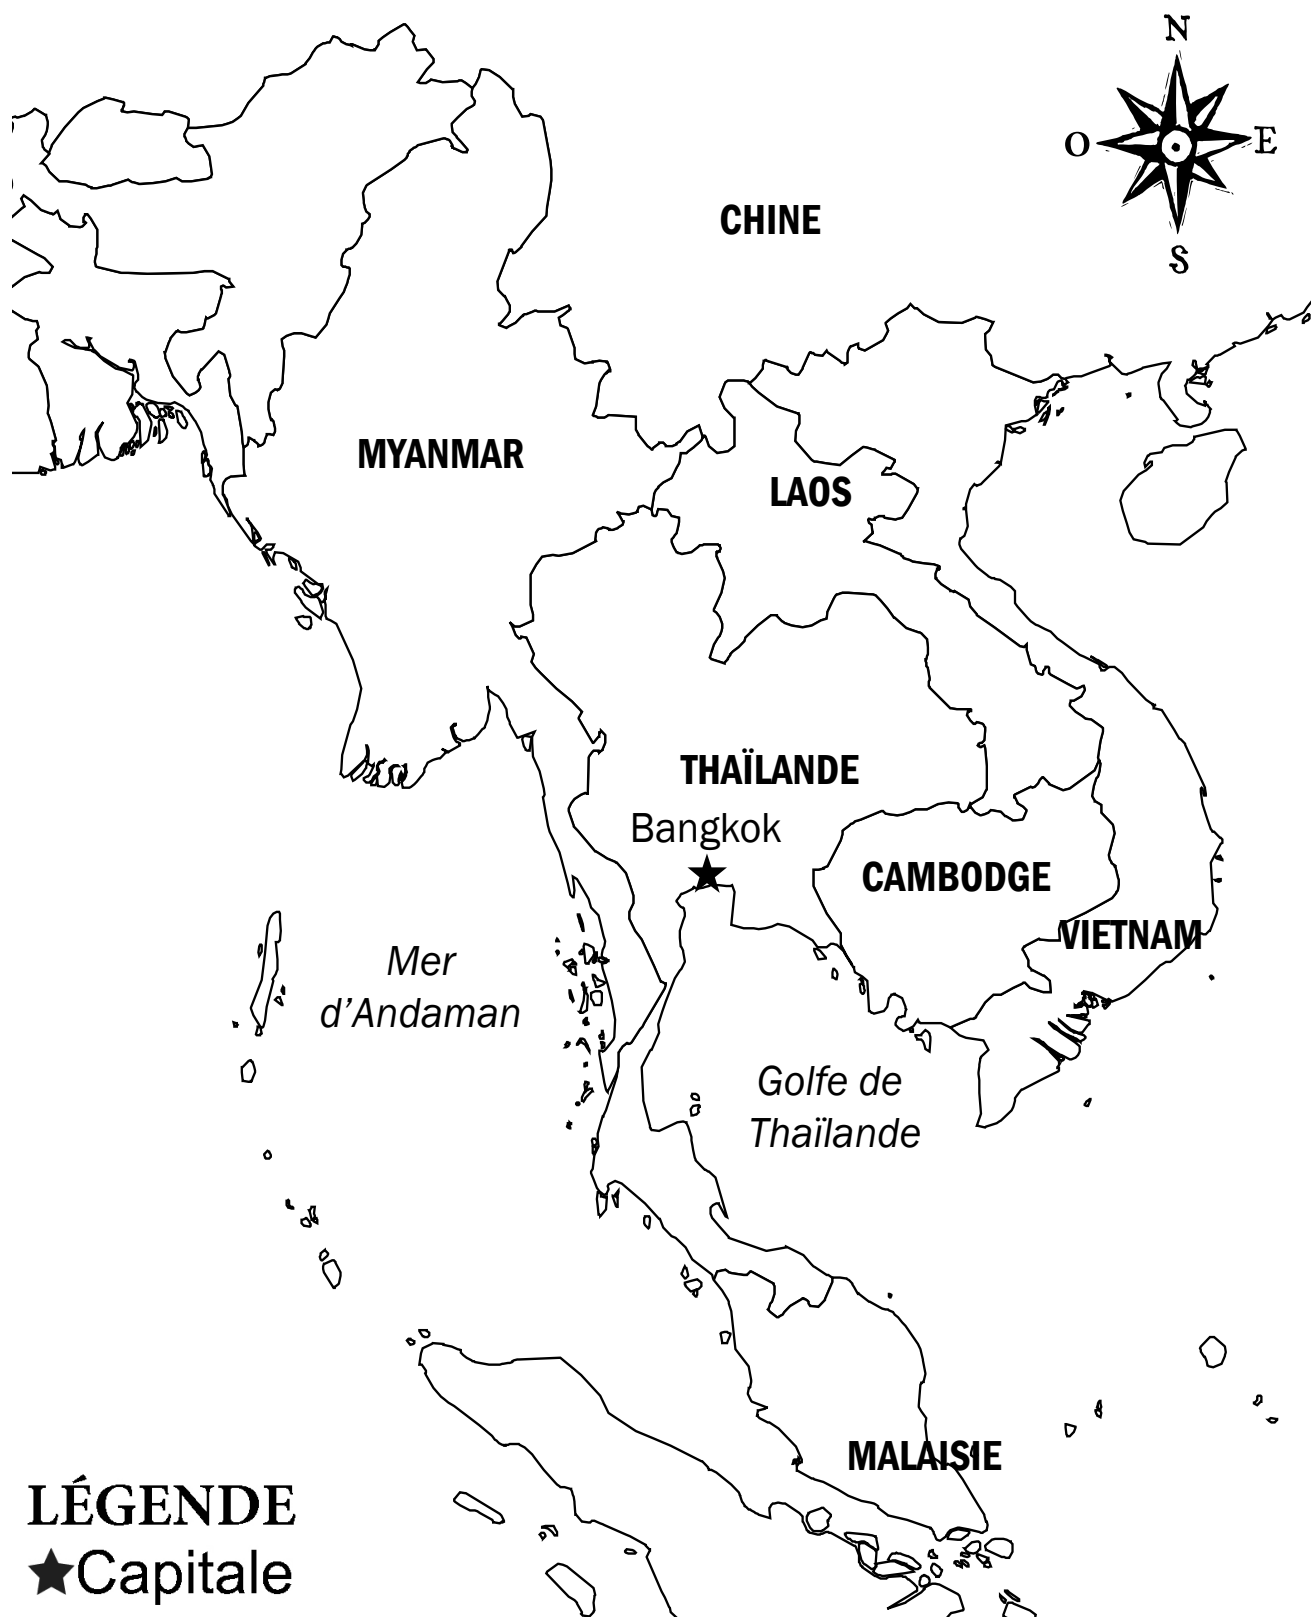 N
O
E
S
CHINE
MYANMAR
LAOS
THAÏLANDE
Bangkok
CAMBODGE
VIETNAM
Mer
d’Andaman
Golfe de
Thaïlande
MALAISIE
LÉGENDE
Capitale